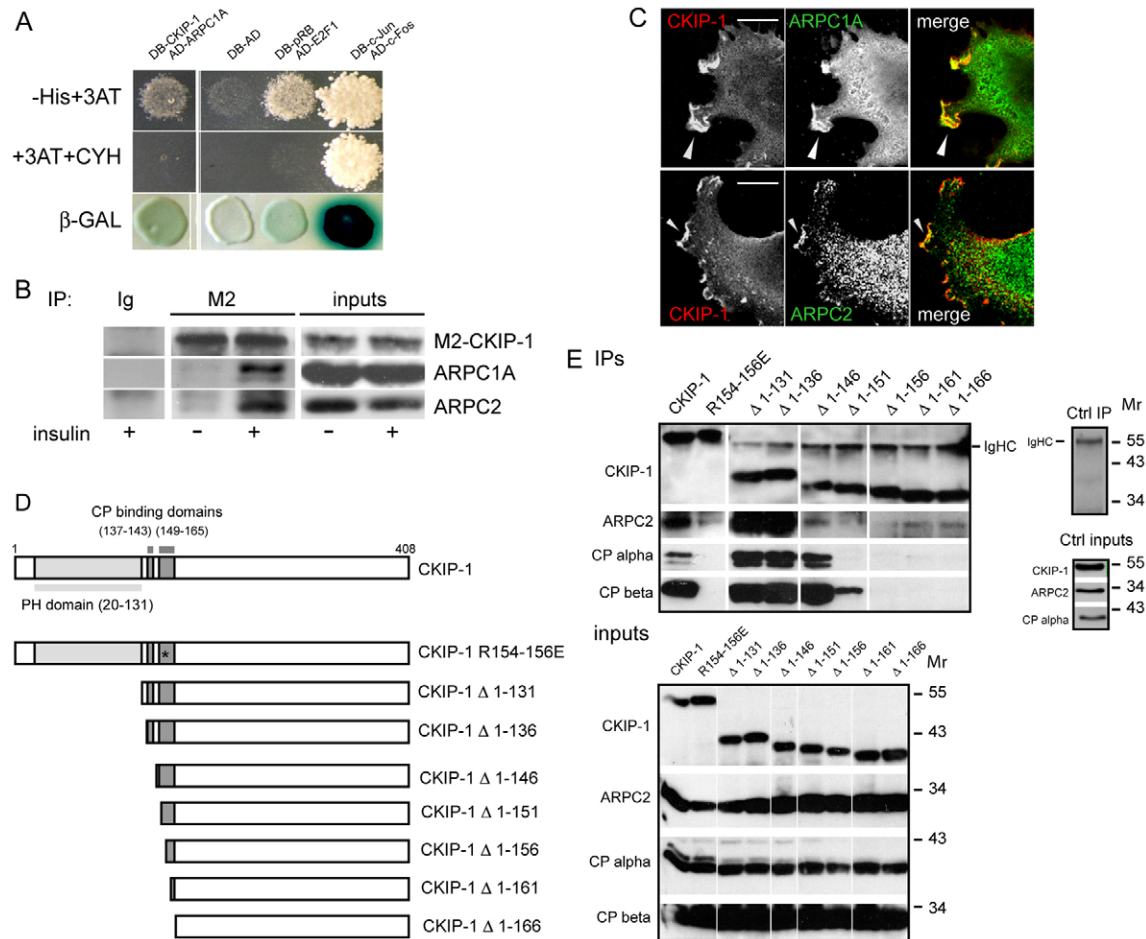 A
DB-CKIP-1
AD-ARPC1A
DB-AD
DB-pRB
AD-E2F1
DB-c-Jun
AD-c-Fos
-His+3AT
+3AT+CYH
β-GAL
B
IP: Ig M2 inputs
M2-CKIP-1
ARPC1A
ARPC2
insulin + - + - +
C
CKIP-1 ARPC1A merge
CKIP-1 ARPC2 merge
D
CP binding domains
(137-143) (149-165)
1 408
CKIP-1
PH domain (20-131)
* CKIP-1 R154-156E
CKIP-1 Δ 1-131
CKIP-1 Δ 1-136
CKIP-1 Δ 1-146
CKIP-1 Δ 1-151
CKIP-1 Δ 1-156
CKIP-1 Δ 1-161
CKIP-1 Δ 1-166
E IPs
CKIP-1 R154-156E Δ 1-131 Δ 1-136 Δ 1-146 Δ 1-151 Δ 1-156 Δ 1-161 Δ 1-166
IgHC
CKIP-1
ARPC2
CP alpha
CP beta
Ctrl IP Mr
IgHC 55
43
34
Ctrl inputs
CKIP-1 55
ARPC2 34
43
CP alpha
inputs
CKIP-1 R154-156E Δ 1-131 Δ 1-136 Δ 1-146 Δ 1-151 Δ 1-156 Δ 1-161 Δ 1-166 Mr
55
CKIP-1 43
34
ARPC2
43
CP alpha
34
CP beta